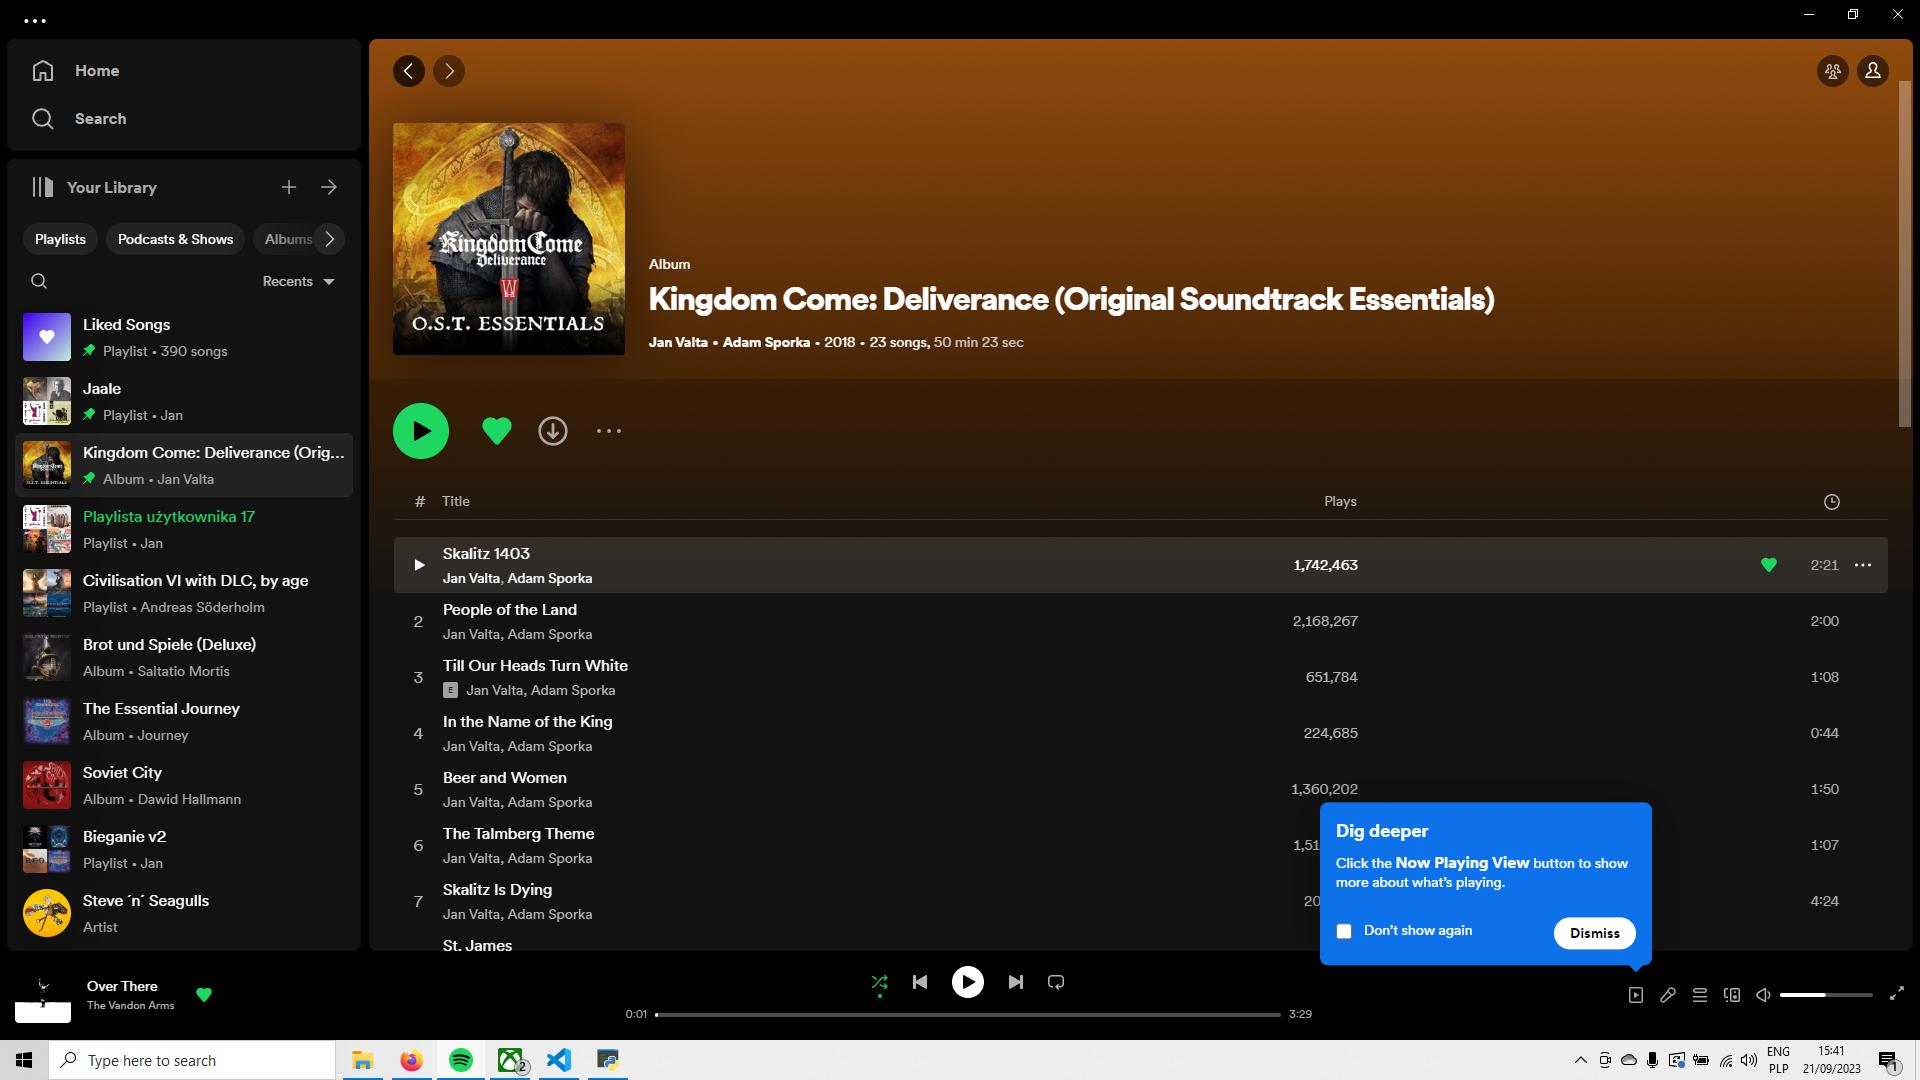 Home
Search
Your Library
Playlists
Podcasts & Shows
Albums
Recents
Liked Songs
Playlist • 390 songs
Jaale
Playlist • Jan
Kingdom Come: Deliverance (Orig...
Album • Jan Valta
Playlista użytkownika 17
Playlist • Jan
Civilisation VI with DLC, by age
Playlist • Andreas Söderholm
Brot und Spiele (Deluxe)
Album • Saltatio Mortis
The Essential Journey
Album • Journey
Soviet City
Album • Dawid Hallmann
Bieganie v2
Playlist • Jan
Steve ´n´ Seagulls
Artist
Kingdom Come
Deliverance
O.S.T. ESSENTIALS
Album
Kingdom Come: Deliverance (Original Soundtrack Essentials)
Jan Valta • Adam Sporka • 2018 • 23 songs, 50 min 23 sec
# Title Plays
Skalitz 1403
Jan Valta, Adam Sporka
1,742,463 2:21
2 People of the Land
Jan Valta, Adam Sporka
2,168,267 2:00
3 Till Our Heads Turn White
E Jan Valta, Adam Sporka
651,784 1:08
4 In the Name of the King
Jan Valta, Adam Sporka
224,685 0:44
5 Beer and Women
Jan Valta, Adam Sporka
1,360,202 1:50
6 The Talmberg Theme
Jan Valta, Adam Sporka
1,51 1:07
7 Skalitz Is Dying
Jan Valta, Adam Sporka
20 4:24
St. James
Dig deeper
Click the Now Playing View button to show
more about what's playing.
Don't show again
Dismiss
Over There
The Vandon Arms
0:01 3:29
Type here to search
2
ENG
PLP
15:41
21/09/2023
1